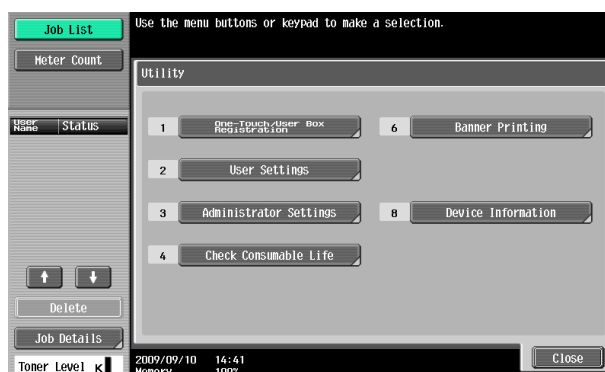 Job List
Use the menu buttons or keypad to make a selection.
Meter Count
Utility
User Name Status
1 One-Touch/User Box Registration
6 Banner Printing
2 User Settings
3 Administrator Settings
8 Device Information
4 Check Consumable Life
Delete
Job Details
Close
Toner Level K
2009/09/10 14:41
Memory 100%